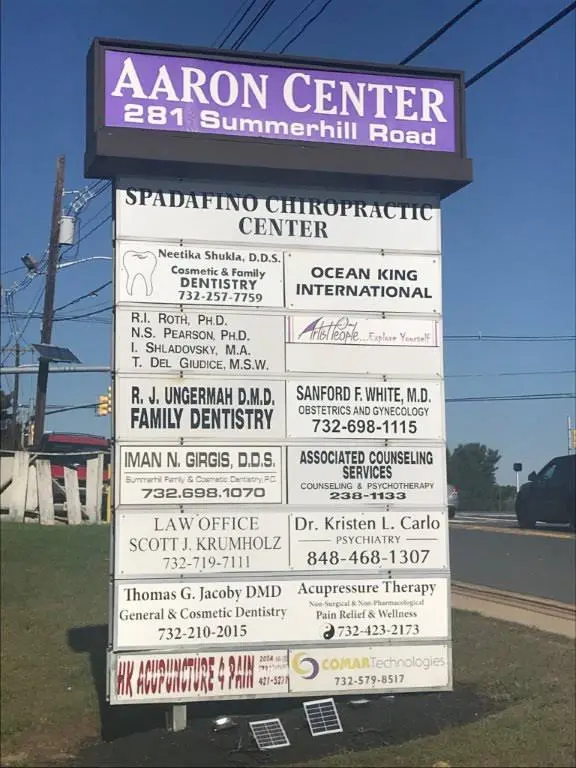 AARON CENTER
281 Summerhill Road
SPADAFINO CHIROPRACTIC
CENTER
Neetika Shukla, D.D.S.
Cosmetic & Family
DENTISTRY
732-257-7759
OCEAN KING
INTERNATIONAL
R.I. ROTH, PH.D.
N.S. PEARSON, PH.D.
I. SHLADOVSKY, M.A.
T. DEL GIUDICE, M.S.W.
ArtistPeople...Explore Yourself
R. J. UNGERMAH D.M.D.
FAMILY DENTISTRY
SANFORD F. WHITE, M.D.
OBSTETRICS AND GYNECOLOGY
732-698-1115
IMAN N. GIRGIS, D.D.S.
Summerhill Family & Cosmetic Dentistry, P.C.
732.698.1070
ASSOCIATED COUNSELING
SERVICES
COUNSELING & PSYCHOTHERAPY
238-1133
LAW OFFICE
SCOTT J. KRUMHOLZ
732-719-7111
Dr. Kristen L. Carlo
PSYCHIATRY
848-468-1307
Thomas G. Jacoby DMD
General & Cosmetic Dentistry
732-210-2015
Acupressure Therapy
Non-Surgical & Non-Pharmacological
Pain Relief & Wellness
732-423-2173
HK ACUPUNCTURE 4 PAIN
COMARTechnologies
732-579-8517